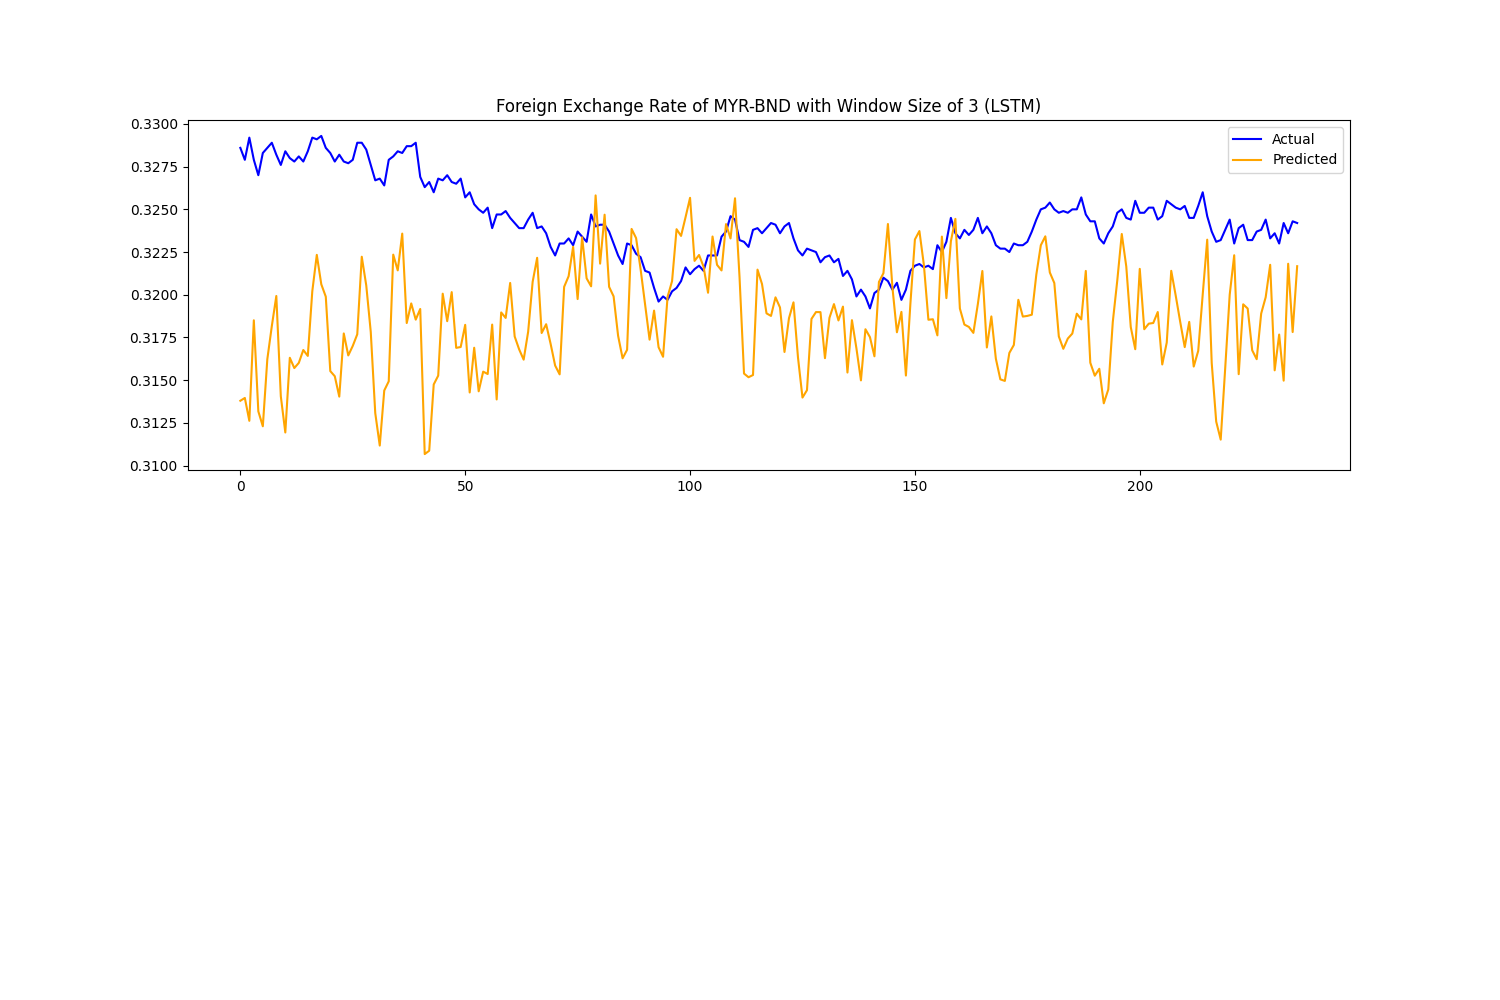 Foreign Exchange Rate of MYR-BND with Window Size of 3 (LSTM)
0.3300
0.3275
0.3250
0.3225
0.3200
0.3175
0.3150
0.3125
0.3100
Actual
Predicted
0 50 100 150 200